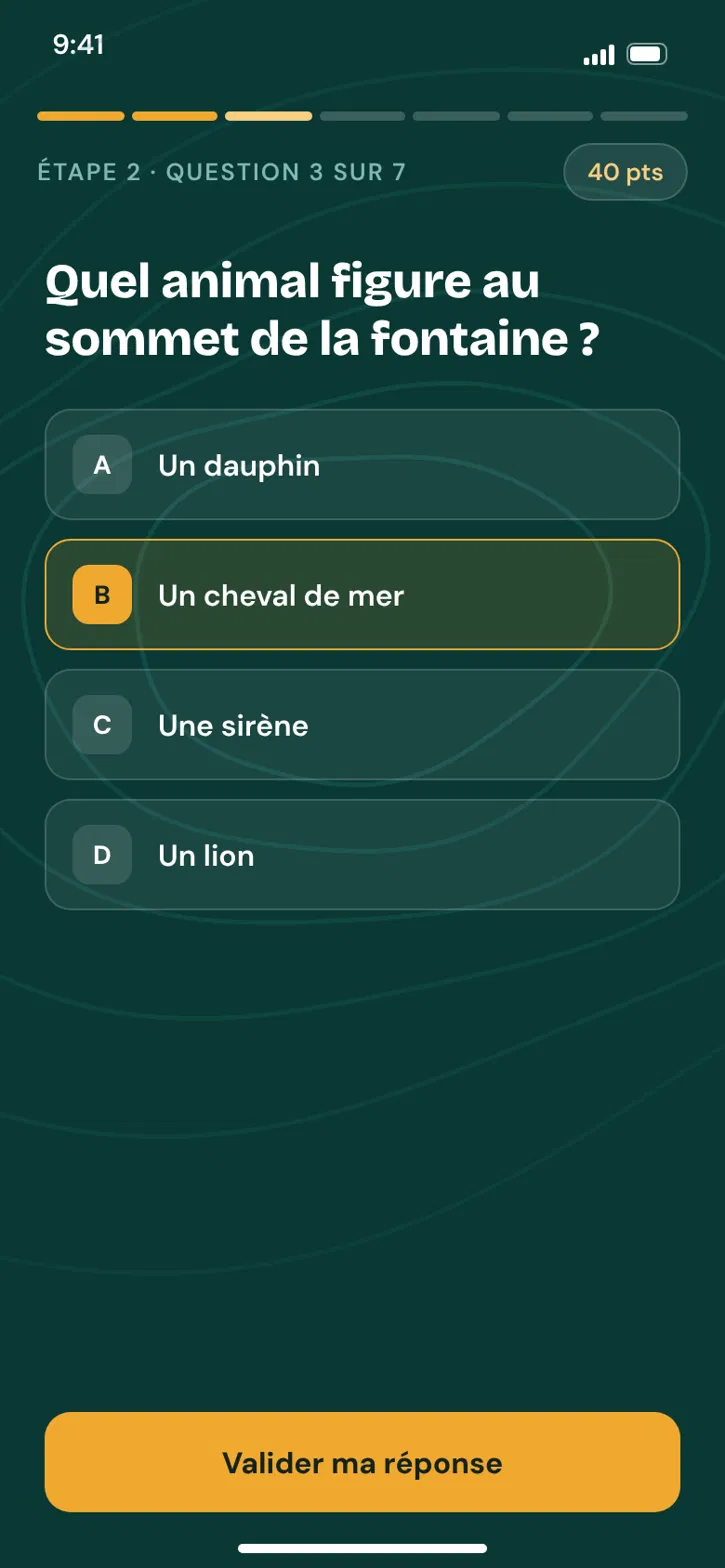 9:41
ÉTAPE 2 · QUESTION 3 SUR 7
40 pts
Quel animal figure au
sommet de la fontaine ?
A Un dauphin
B Un cheval de mer
C Une sirène
D Un lion
Valider ma réponse